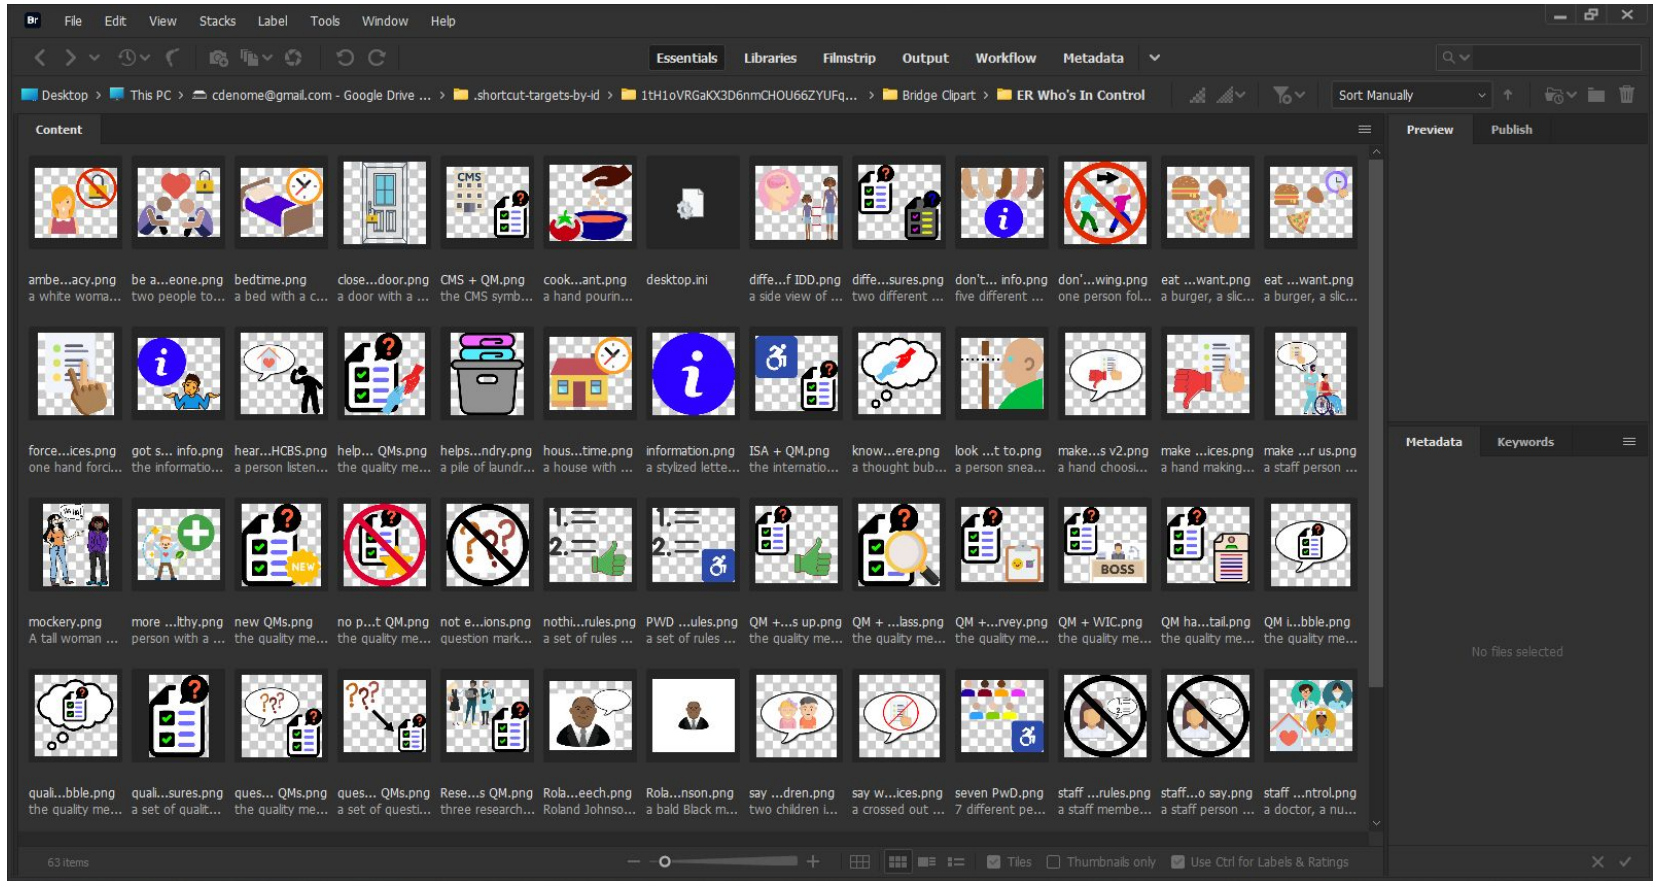 Br File Edit View Stacks Label Tools Window Help
Essentials Libraries Filmstrip Output Workflow Metadata
Desktop > This PC > cdenome@gmail.com - Google Drive ... > .shortcut-targets-by-id > 1tH1oVRGaKX3D6nmCHOU66ZYUFq... > Bridge Clipart > ER Who's In Control Sort Manually
Content Preview Publish
CMS
ambe...acy.png be a...eone.png bedtime.png close...door.png CMS + QM.png cook...ant.png desktop.ini diffe...f IDD.png diffe...sures.png don't... info.png don'...wing.png eat ...want.png eat ...want.png
a white woma... two people to... a bed with a c... a door with a ... the CMS symb... a hand pourin... a side view of ... two different ... five different ... one person fol... a burger, a slic... a burger, a slic...
force...ices.png got s... info.png hear...HCBS.png help... QMs.png helps...ndry.png hous...time.png information.png ISA + QM.png know...ere.png look ...t to.png make...s v2.png make ...ices.png make ...r us.png
one hand forci... the informatio... a person listen... the quality me... a pile of laundr... a house with ... a stylized lette... the internatio... a thought bub... a person snea... a hand choosi... a hand making... a staff person ...
Metadata Keywords
NEW
1. 2. 1. 2.
BOSS
mockery.png more ...lthy.png new QMs.png no p...t QM.png not e...ions.png nothi...rules.png PWD ...ules.png QM +...s up.png QM + ...lass.png QM +...rvey.png QM + WIC.png QM ha...tail.png QM i...bble.png
A tall woman ... person with a ... the quality me... the quality me... question mark... a set of rules ... a set of rules ... the quality me... the quality me... the quality me... the quality me... the quality me... the quality me...
No files selected
???  ???
quali...bble.png quali...sures.png ques... QMs.png ques... QMs.png Rese...s QM.png Rola...eech.png Rola...nson.png say ...dren.png say w...ices.png seven PwD.png staff ...rules.png staff...o say.png staff ...ntrol.png
the quality me... a set of qualit... the quality me... a set of questi... three research... Roland Johnso... a bald Black m... two children i... a crossed out ... 7 different pe... a staff membe... a staff person ... a doctor, a nu...
63 items Tiles Thumbnails only Use Ctrl for Labels & Ratings